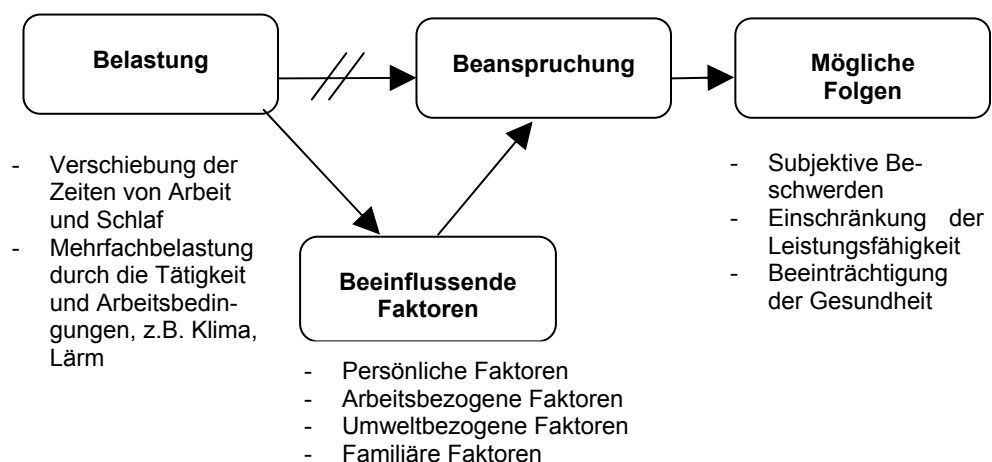 Belastung
Beanspruchung
Mögliche
Folgen
- Verschiebung der
Zeiten von Arbeit
und Schlaf
- Mehrfachbelastung
durch die Tätigkeit
und Arbeitsbedin-
gungen, z.B. Klima,
Lärm
Beeinflussende
Faktoren
- Persönliche Faktoren
- Arbeitsbezogene Faktoren
- Umweltbezogene Faktoren
- Familiäre Faktoren
- Subjektive Be-
schwerden
- Einschränkung der
Leistungsfähigkeit
- Beeinträchtigung
der Gesundheit